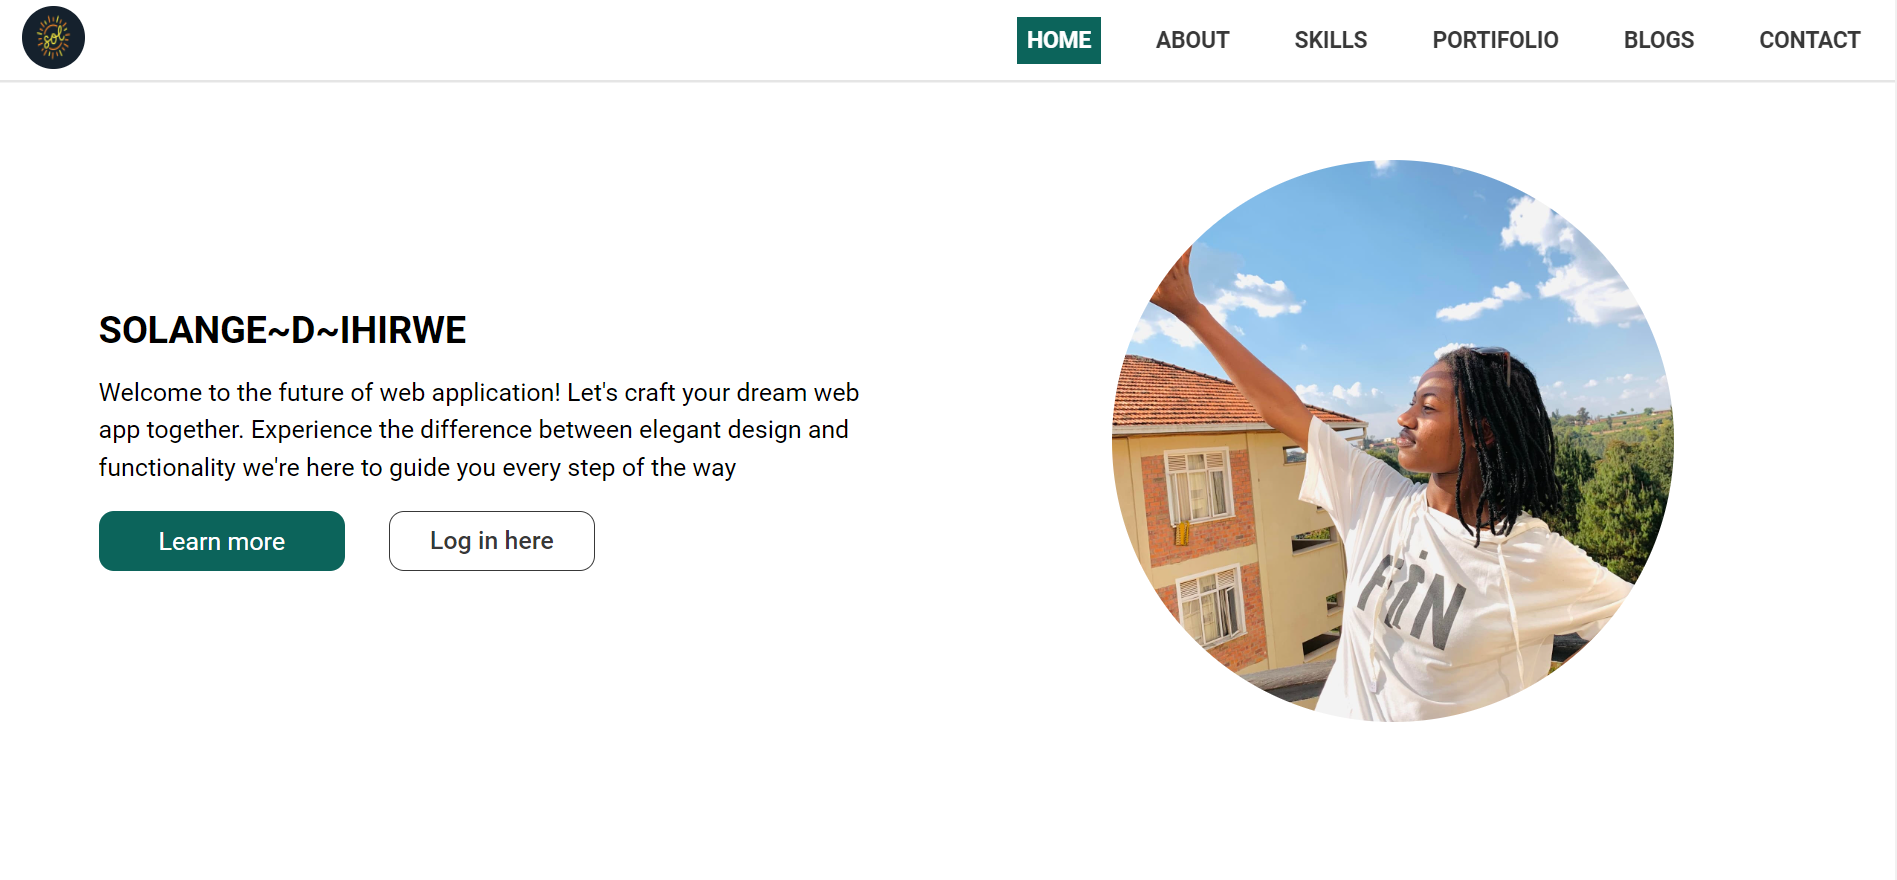 sol
HOME
ABOUT
SKILLS
PORTIFOLIO
BLOGS
CONTACT
SOLANGE~D~IHIRWE
Welcome to the future of web application! Let's craft your dream web
app together. Experience the difference between elegant design and
functionality we're here to guide you every step of the way
Learn more
Log in here